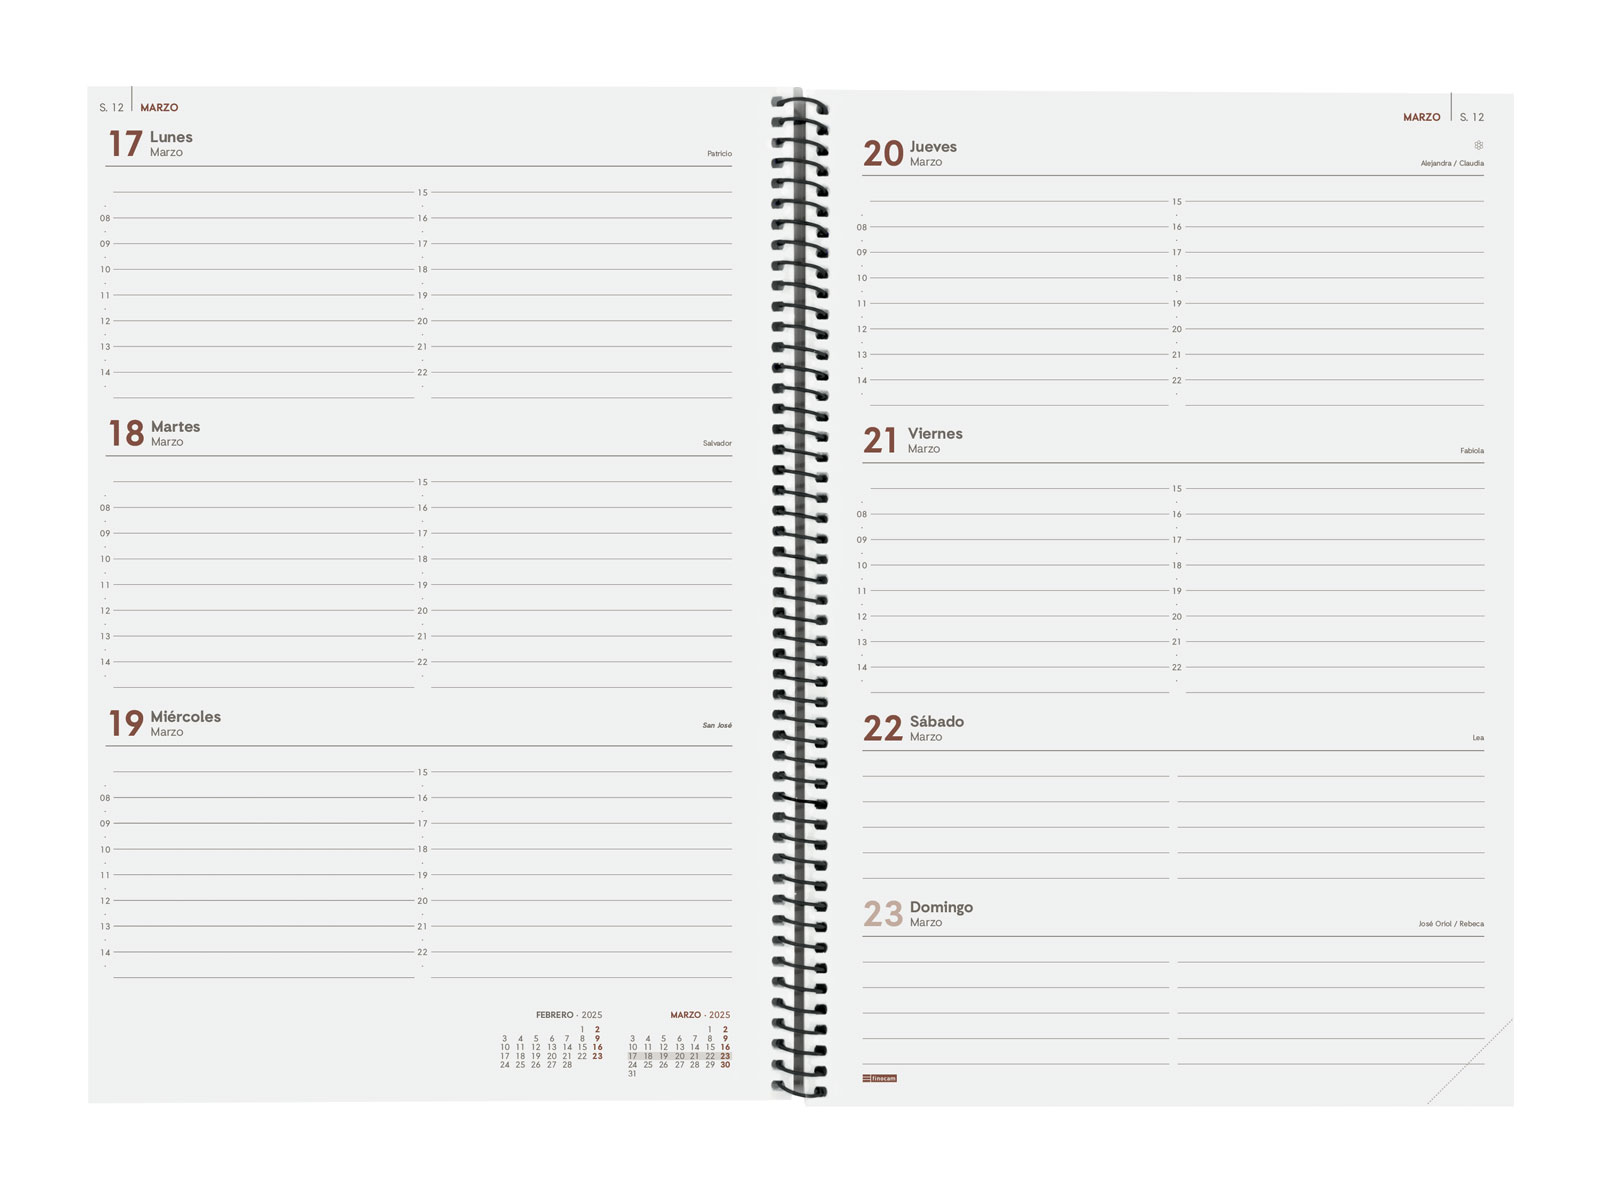 S. 12 MARZO
17 Lunes
Marzo
Patricio
15
08 16
09 17
10 18
11 19
12 20
13 21
14 22
18 Martes
Marzo
Salvador
15
08 16
09 17
10 18
11 19
12 20
13 21
14 22
19 Miércoles
Marzo
San José
15
08 16
09 17
10 18
11 19
12 20
13 21
14 22
FEBRERO - 2025
1 2
3 4 5 6 7 8 9
10 11 12 13 14 15 16
17 18 19 20 21 22 23
24 25 26 27 28
MARZO - 2025
1 2
3 4 5 6 7 8 9
10 11 12 13 14 15 16
17 18 19 20 21 22 23
24 25 26 27 28 29 30
31
MARZO S. 12
20 Jueves
Marzo
Alejandra / Claudia
15
08 16
09 17
10 18
11 19
12 20
13 21
14 22
21 Viernes
Marzo
Fabiola
15
08 16
09 17
10 18
11 19
12 20
13 21
14 22
22 Sábado
Marzo
Lea
23 Domingo
Marzo
José Oriol / Rebeca
finocam